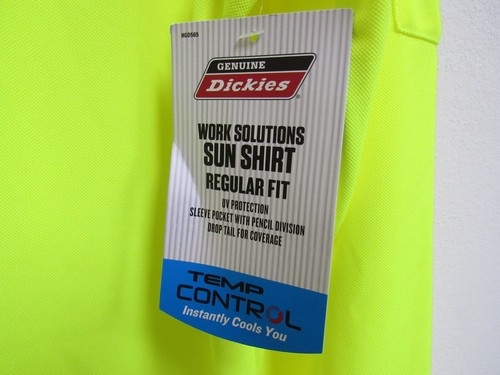 HGDS65
GENUINE
Dickies
WORK SOLUTIONS
SUN SHIRT
REGULAR FIT
UV PROTECTION
SLEEVE POCKET WITH PENCIL DIVISION
DROP TAIL FOR COVERAGE
TEMP
CONTROL
Instantly Cools You